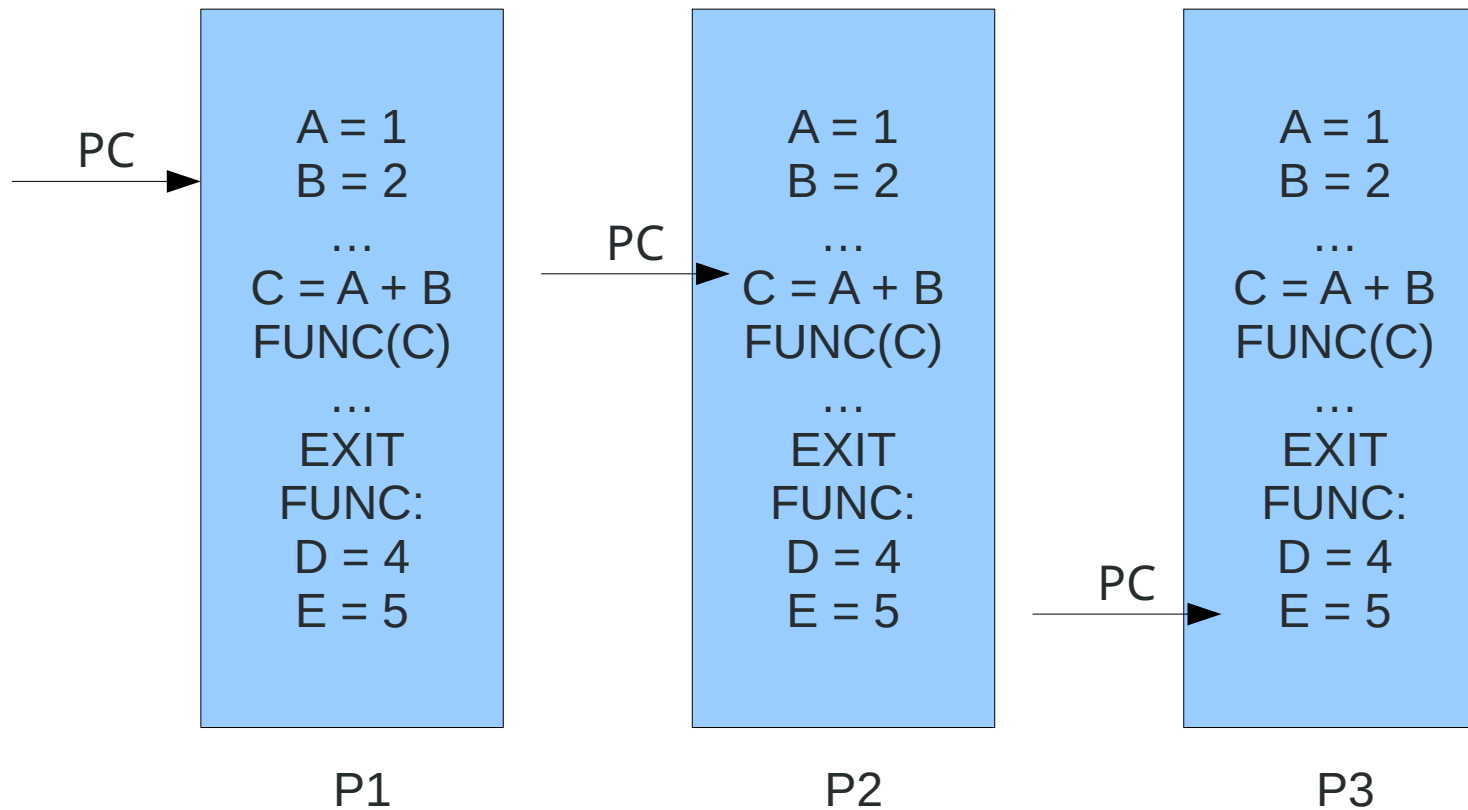 PC
A = 1
B = 2
…
C = A + B
FUNC(C)
…
EXIT
FUNC:
D = 4
E = 5
P1
PC
A = 1
B = 2
…
C = A + B
FUNC(C)
…
EXIT
FUNC:
D = 4
E = 5
P2
PC
A = 1
B = 2
…
C = A + B
FUNC(C)
…
EXIT
FUNC:
D = 4
E = 5
P3